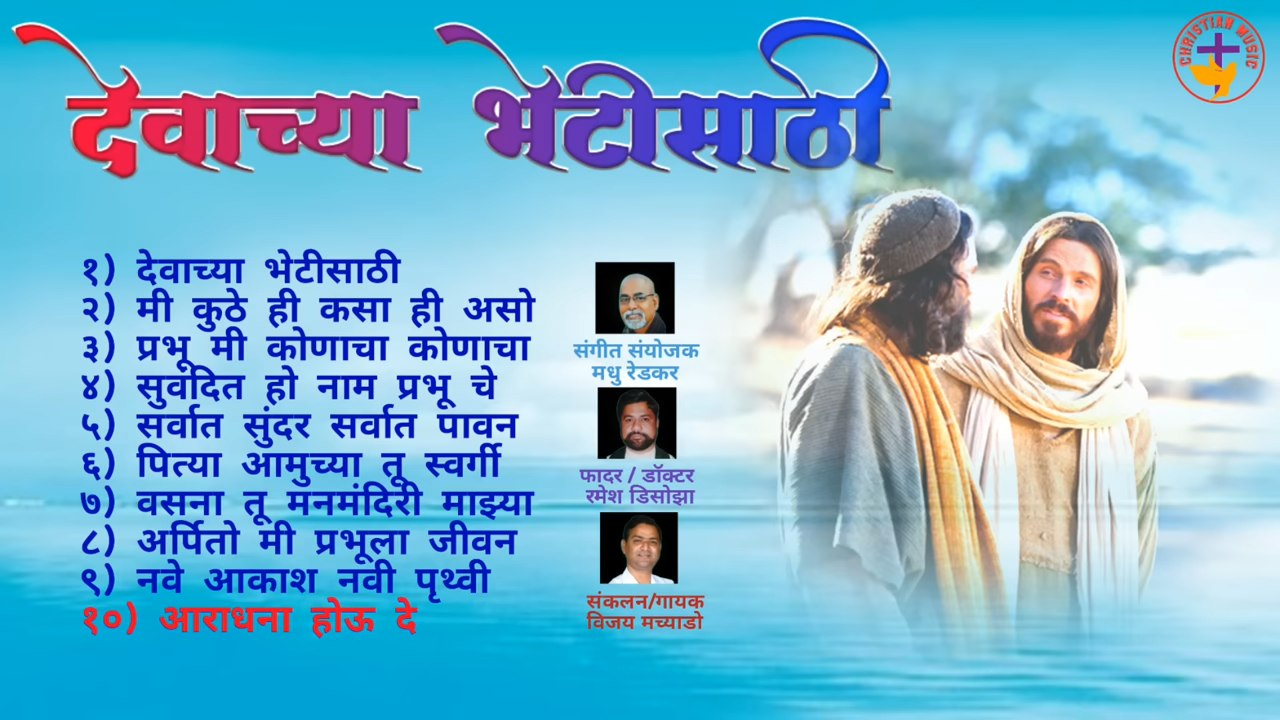 देवाच्या भेटीसाठी
CHRISTIAN MUSIC
१) देवाच्या भेटीसाठी
२) मी कुठे ही कसा ही असो
३) प्रभू मी कोणाचा कोणाचा
४) सुवदित हो नाम प्रभू चे
५) सर्वात सुंदर सर्वात पावन
६) पित्या आमुच्या तू स्वर्गी
७) वसना तू मनमंदिरी माझ्या
८) अर्पितो मी प्रभूला जीवन
९) नवे आकाश नवी पृथ्वी
१०) आराधना होऊ दे
संगीत संयोजक
मधु रेडकर
फादर / डॉक्टर
रमेश डिसोझा
संकलन/गायक
विजय मच्याडो